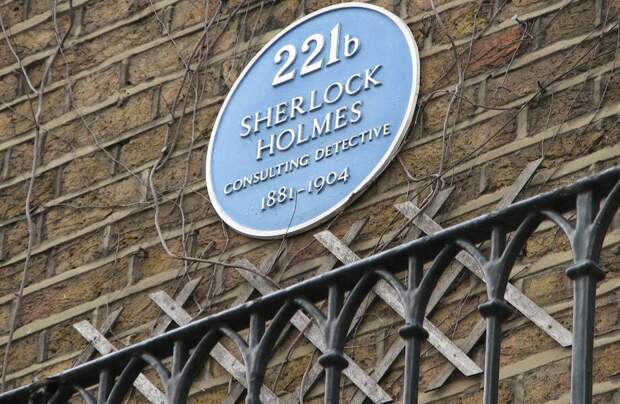 221b
SHERLOCK
HOLMES
CONSULTING DETECTIVE
1881-1904